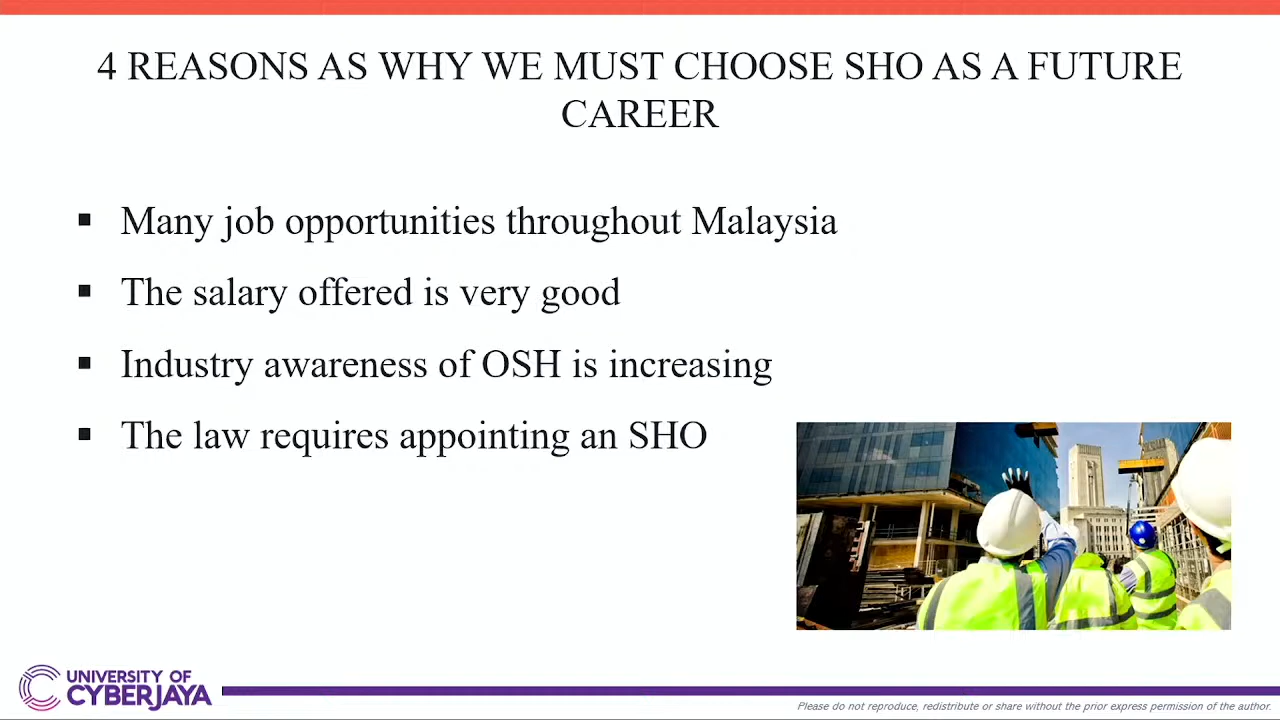 4 REASONS AS WHY WE MUST CHOOSE SHO AS A FUTURE
CAREER
▪ Many job opportunities throughout Malaysia
▪ The salary offered is very good
▪ Industry awareness of OSH is increasing
▪ The law requires appointing an SHO
UNIVERSITY OF
CYBERJAYA
Please do not reproduce, redistribute or share without the prior express permission of the author.